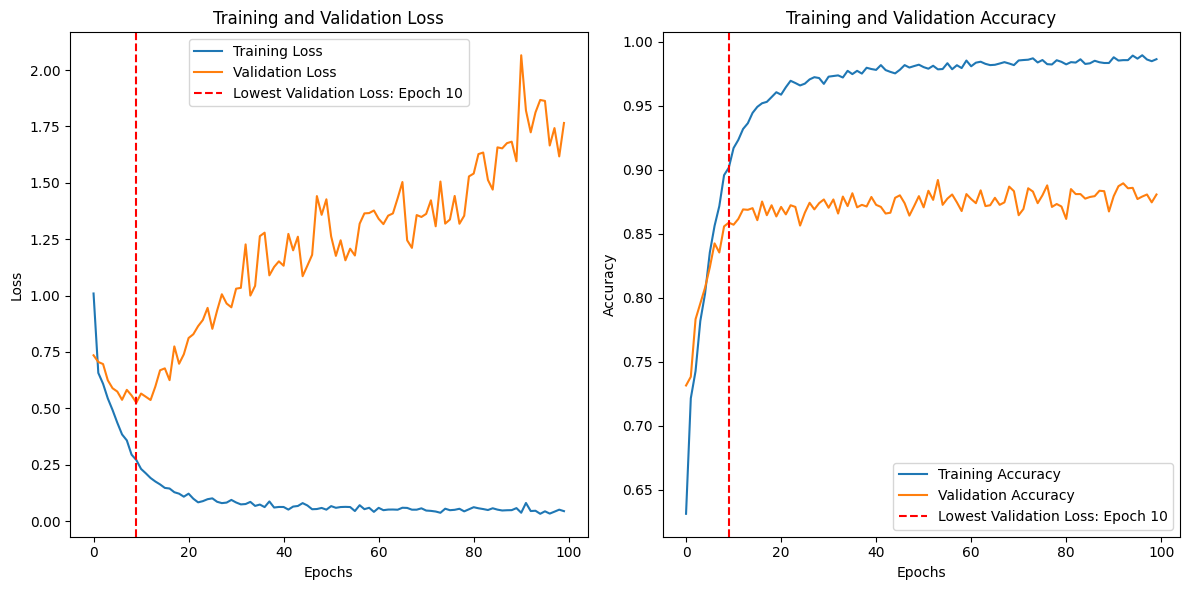 Training and Validation Loss
Training Loss
Validation Loss
Lowest Validation Loss: Epoch 10
Loss
2.00
1.75
1.50
1.25
1.00
0.75
0.50
0.25
0.00
0 20 40 60 80 100
Epochs
Training and Validation Accuracy
Accuracy
1.00
0.95
0.90
0.85
0.80
0.75
0.70
0.65
Training Accuracy
Validation Accuracy
Lowest Validation Loss: Epoch 10
0 20 40 60 80 100
Epochs